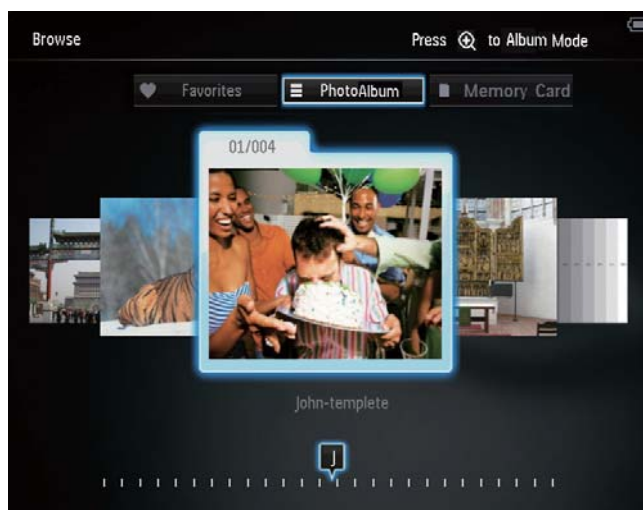 Browse
Press to Album Mode
Favorites
PhotoAlbum
Memory Card
01/004
John-templete
J